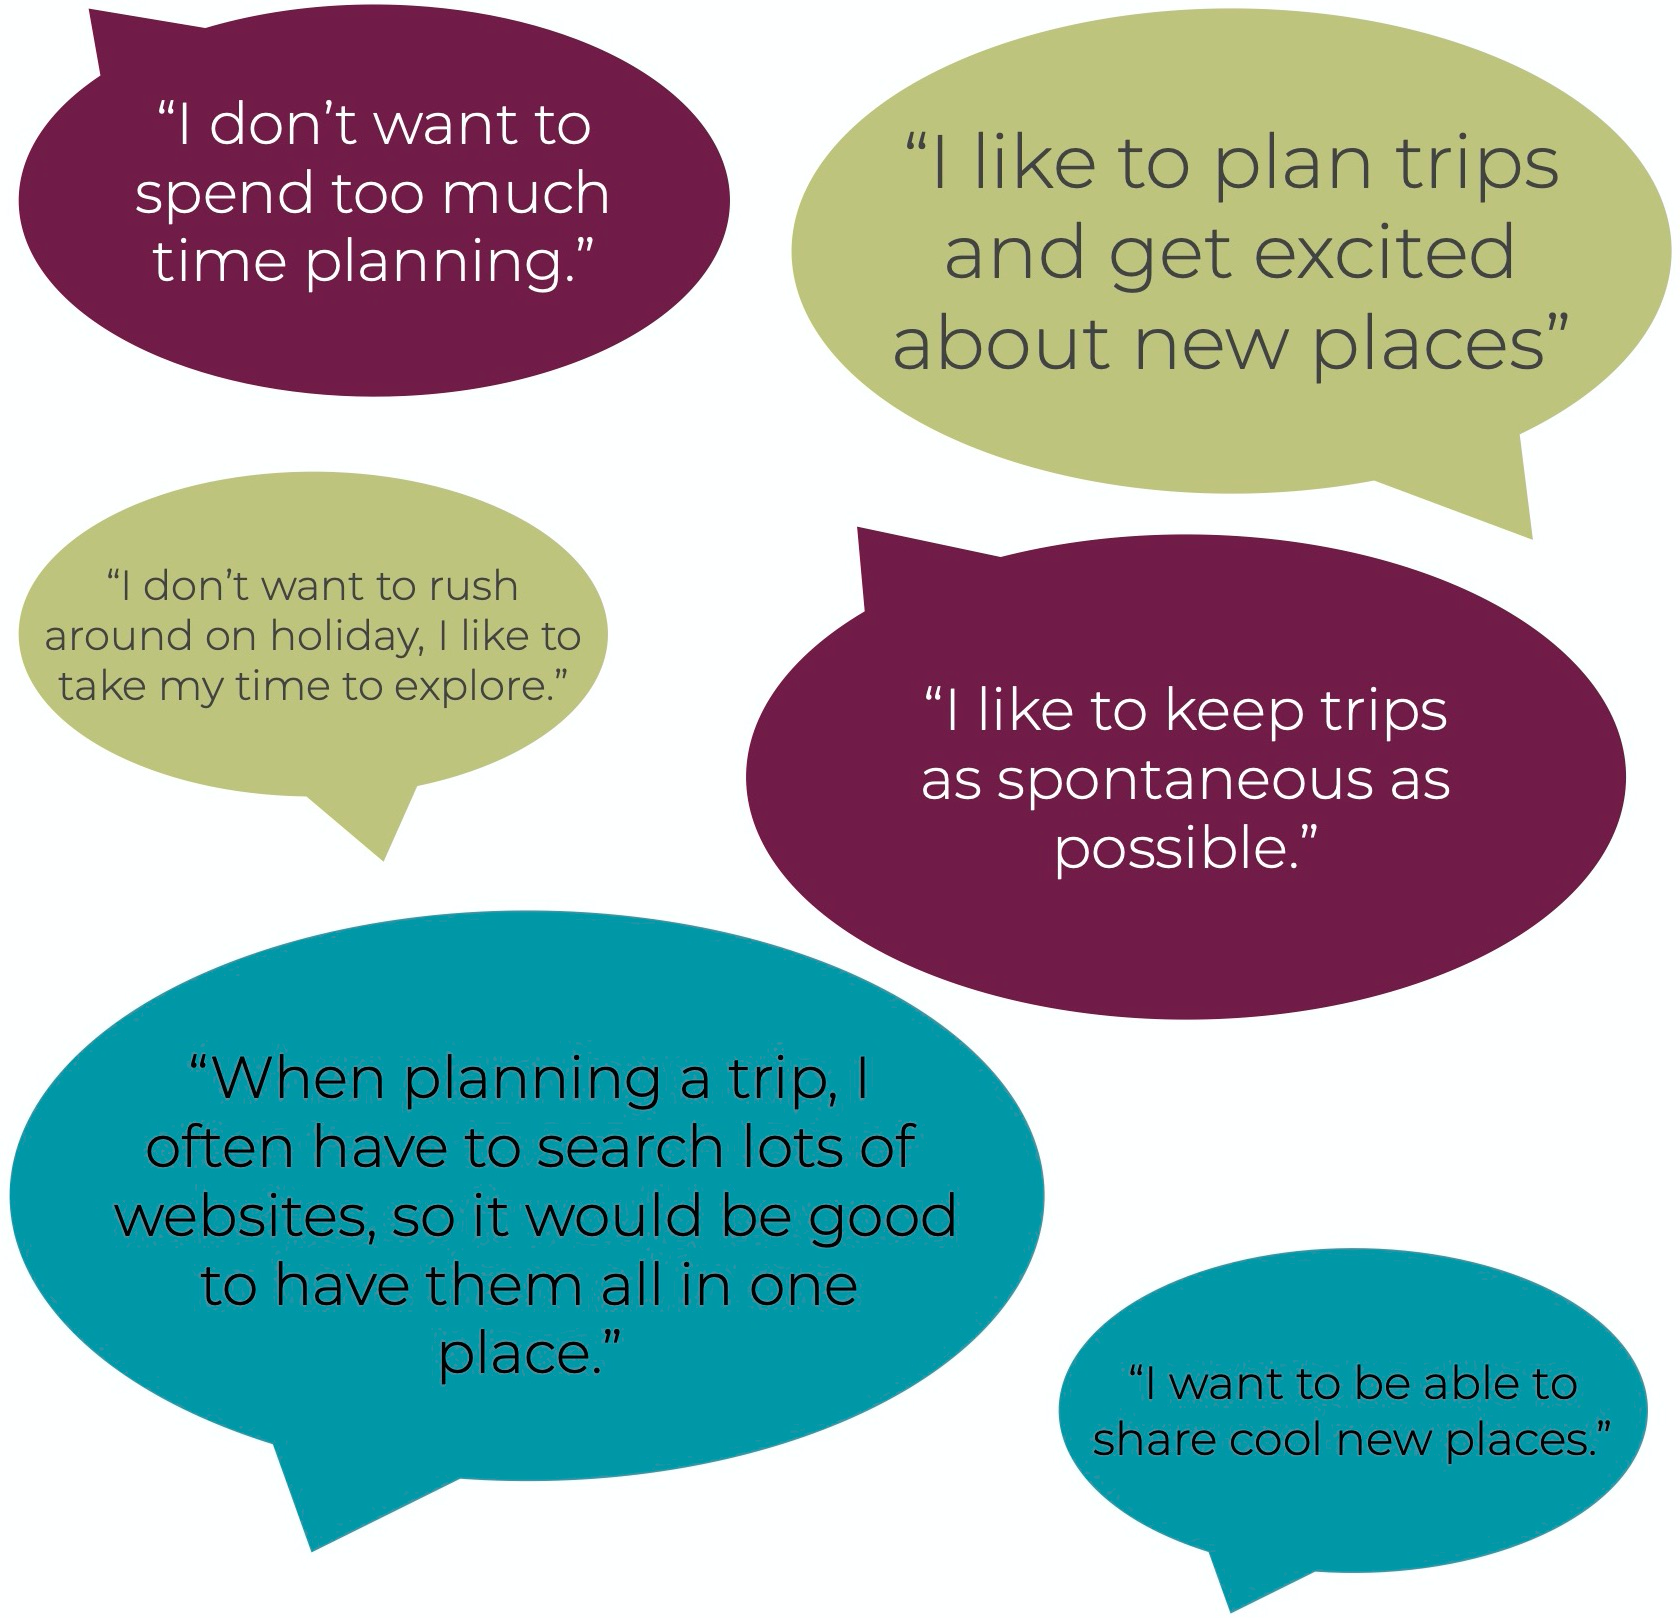 “I don’t want to
spend too much
time planning.”
“I like to plan trips
and get excited
about new places”
“I don’t want to rush
around on holiday, I like to
take my time to explore.”
“I like to keep trips
as spontaneous as
possible.”
“When planning a trip, I
often have to search lots of
websites, so it would be good
to have them all in one
place.”
“I want to be able to
share cool new places.”